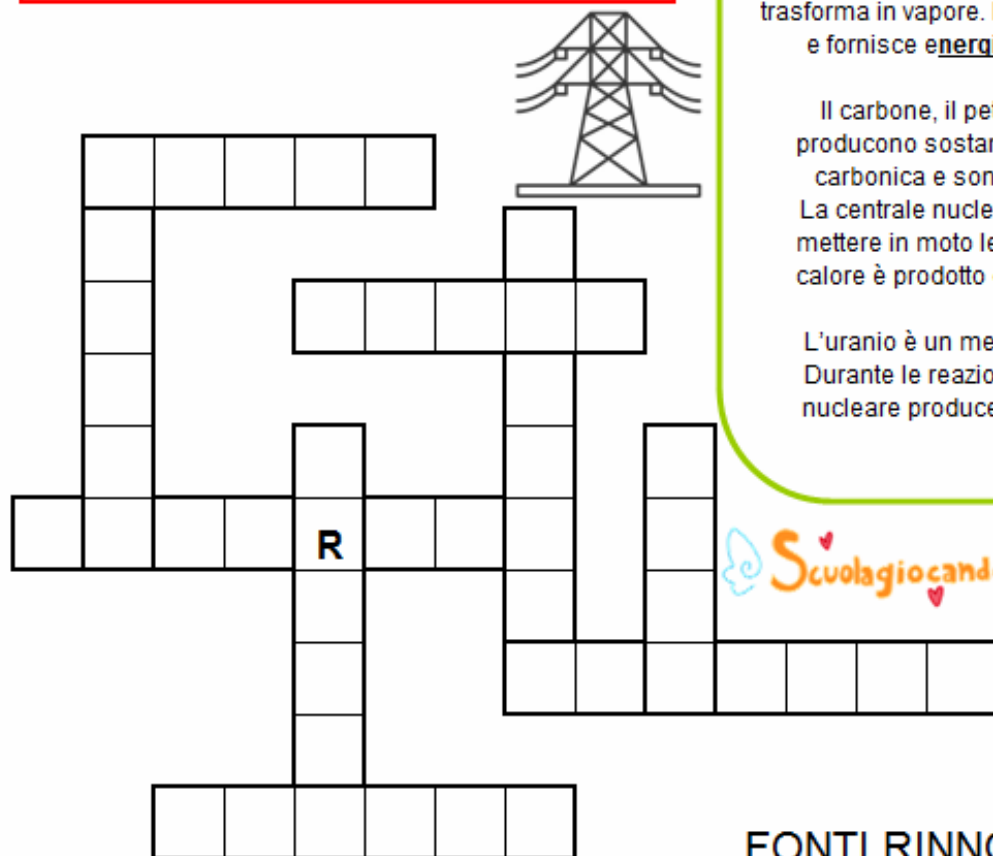 trasforma in vapore.
e fornisce energ
Il carbone, il pe
producono sosta
carbonica e son
La centrale nucle
mettere in moto le
calore è prodotto
L'uranio è un me
Durante le reazio
nucleare produce
R
Scuolagiocand
FONTI RINNO